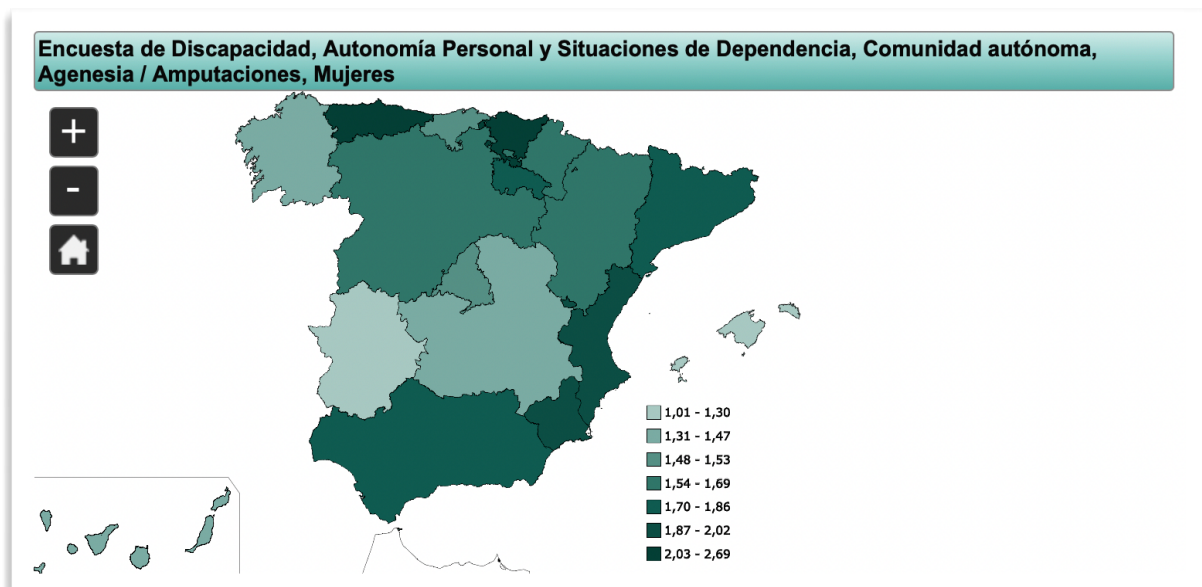 Encuesta de Discapacidad, Autonomía Personal y Situaciones de Dependencia, Comunidad autónoma,
Agenesia / Amputaciones, Mujeres
+
-
1,01 - 1,30
1,31 - 1,47
1,48 - 1,53
1,54 - 1,69
1,70 - 1,86
1,87 - 2,02
2,03 - 2,69